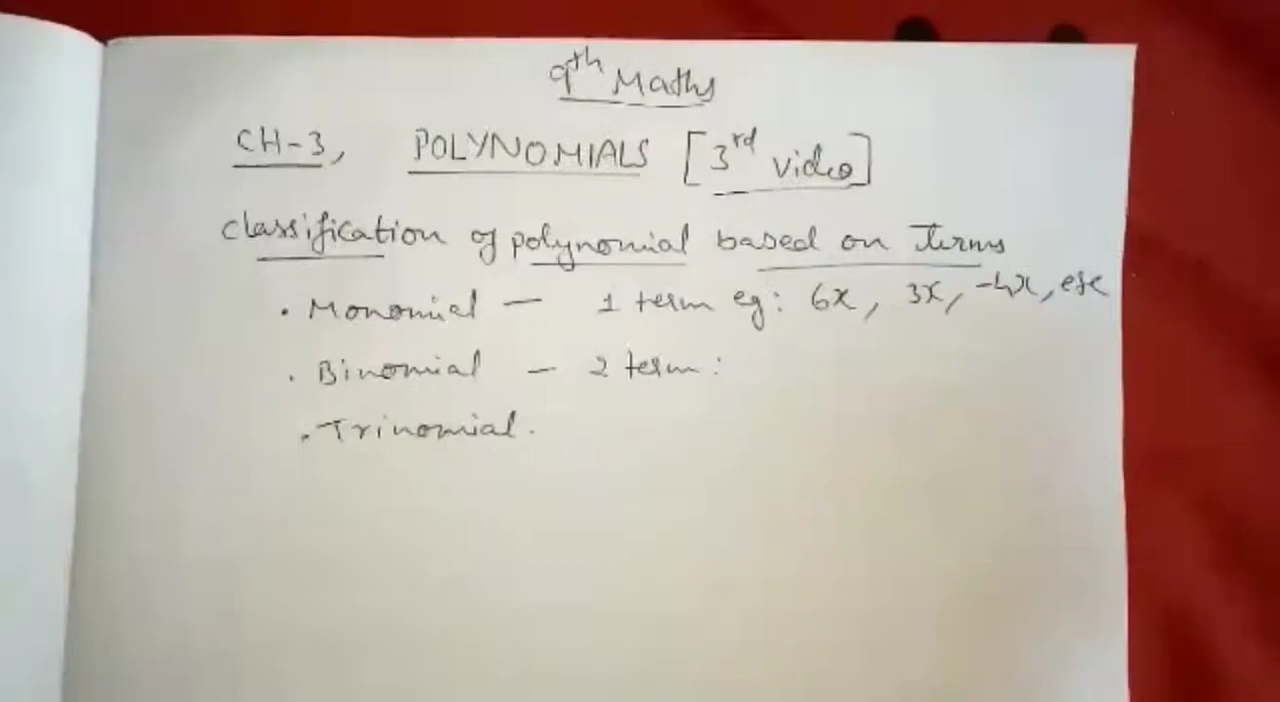 9th Maths
CH-3, POLYNOMIALS [3rd video]
classification of polynomial based on Terms
. Monomial — 1 term eg: 6x, 3x, -4x, etc
. Binomial — 2 term:
. Trinomial.